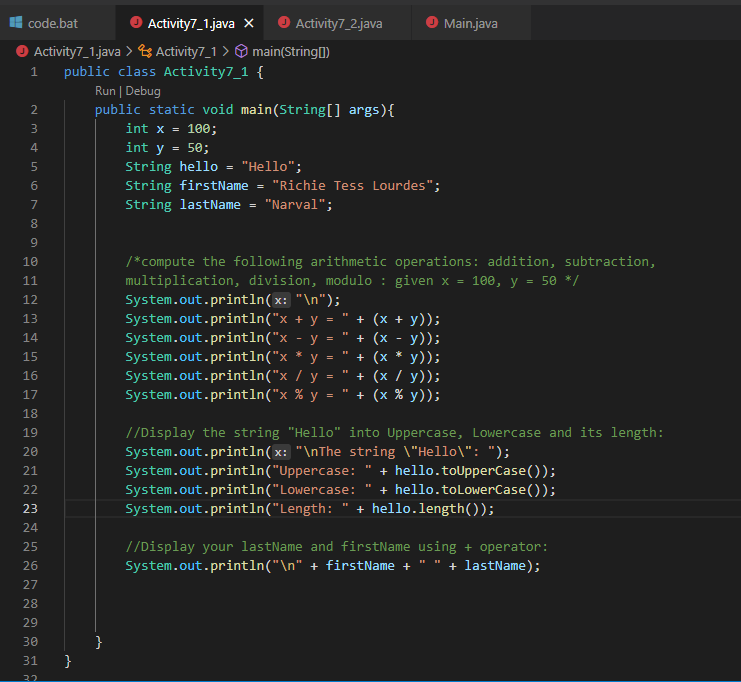 code.bat Activity7_1.java × Activity7_2.java Main.java
Activity7_1.java > Activity7_1 > main(String[])
1 public class Activity7_1 {
Run | Debug
2 public static void main(String[] args){
3 int x = 100;
4 int y = 50;
5 String hello = "Hello";
6 String firstName = "Richie Tess Lourdes";
7 String lastName = "Narval";
8
9
10 /*compute the following arithmetic operations: addition, subtraction,
11 multiplication, division, modulo : given x = 100, y = 50 */
12 System.out.println(x: "\n");
13 System.out.println("x + y = " + (x + y));
14 System.out.println("x - y = " + (x - y));
15 System.out.println("x * y = " + (x * y));
16 System.out.println("x / y = " + (x / y));
17 System.out.println("x % y = " + (x % y));
18
19 //Display the string "Hello" into Uppercase, Lowercase and its length:
20 System.out.println(x: "\nThe string \"Hello\": ");
21 System.out.println("Uppercase: " + hello.toUpperCase());
22 System.out.println("Lowercase: " + hello.toLowerCase());
23 System.out.println("Length: " + hello.length());
24
25 //Display your lastName and firstName using + operator:
26 System.out.println("\n" + firstName + " " + lastName);
27
28
29
30 }
31 }
32